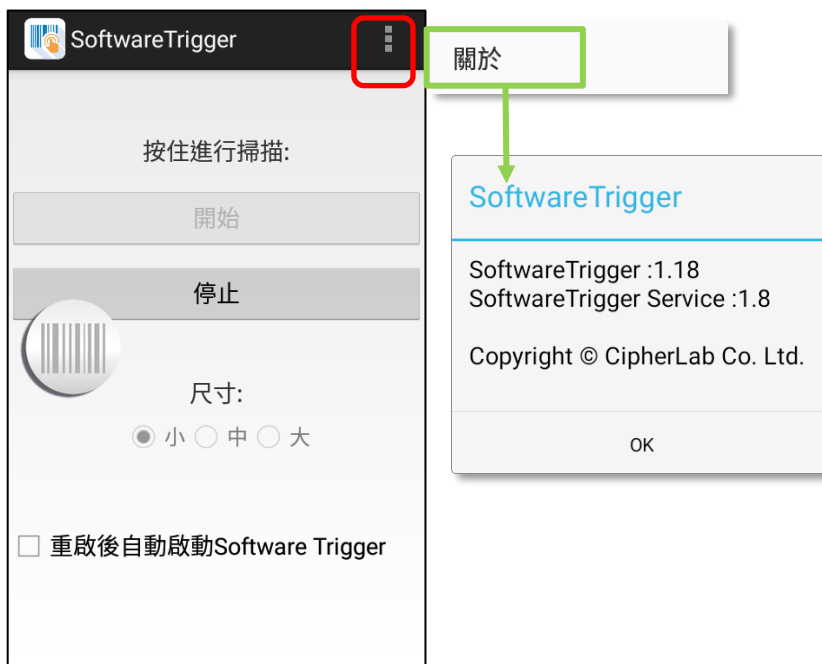 SoftwareTrigger
關於
按住進行掃描:
開始
停止
尺寸:
小 中 大
重啟後自動啟動Software Trigger
SoftwareTrigger
SoftwareTrigger :1.18
SoftwareTrigger Service :1.8
Copyright © CipherLab Co. Ltd.
OK